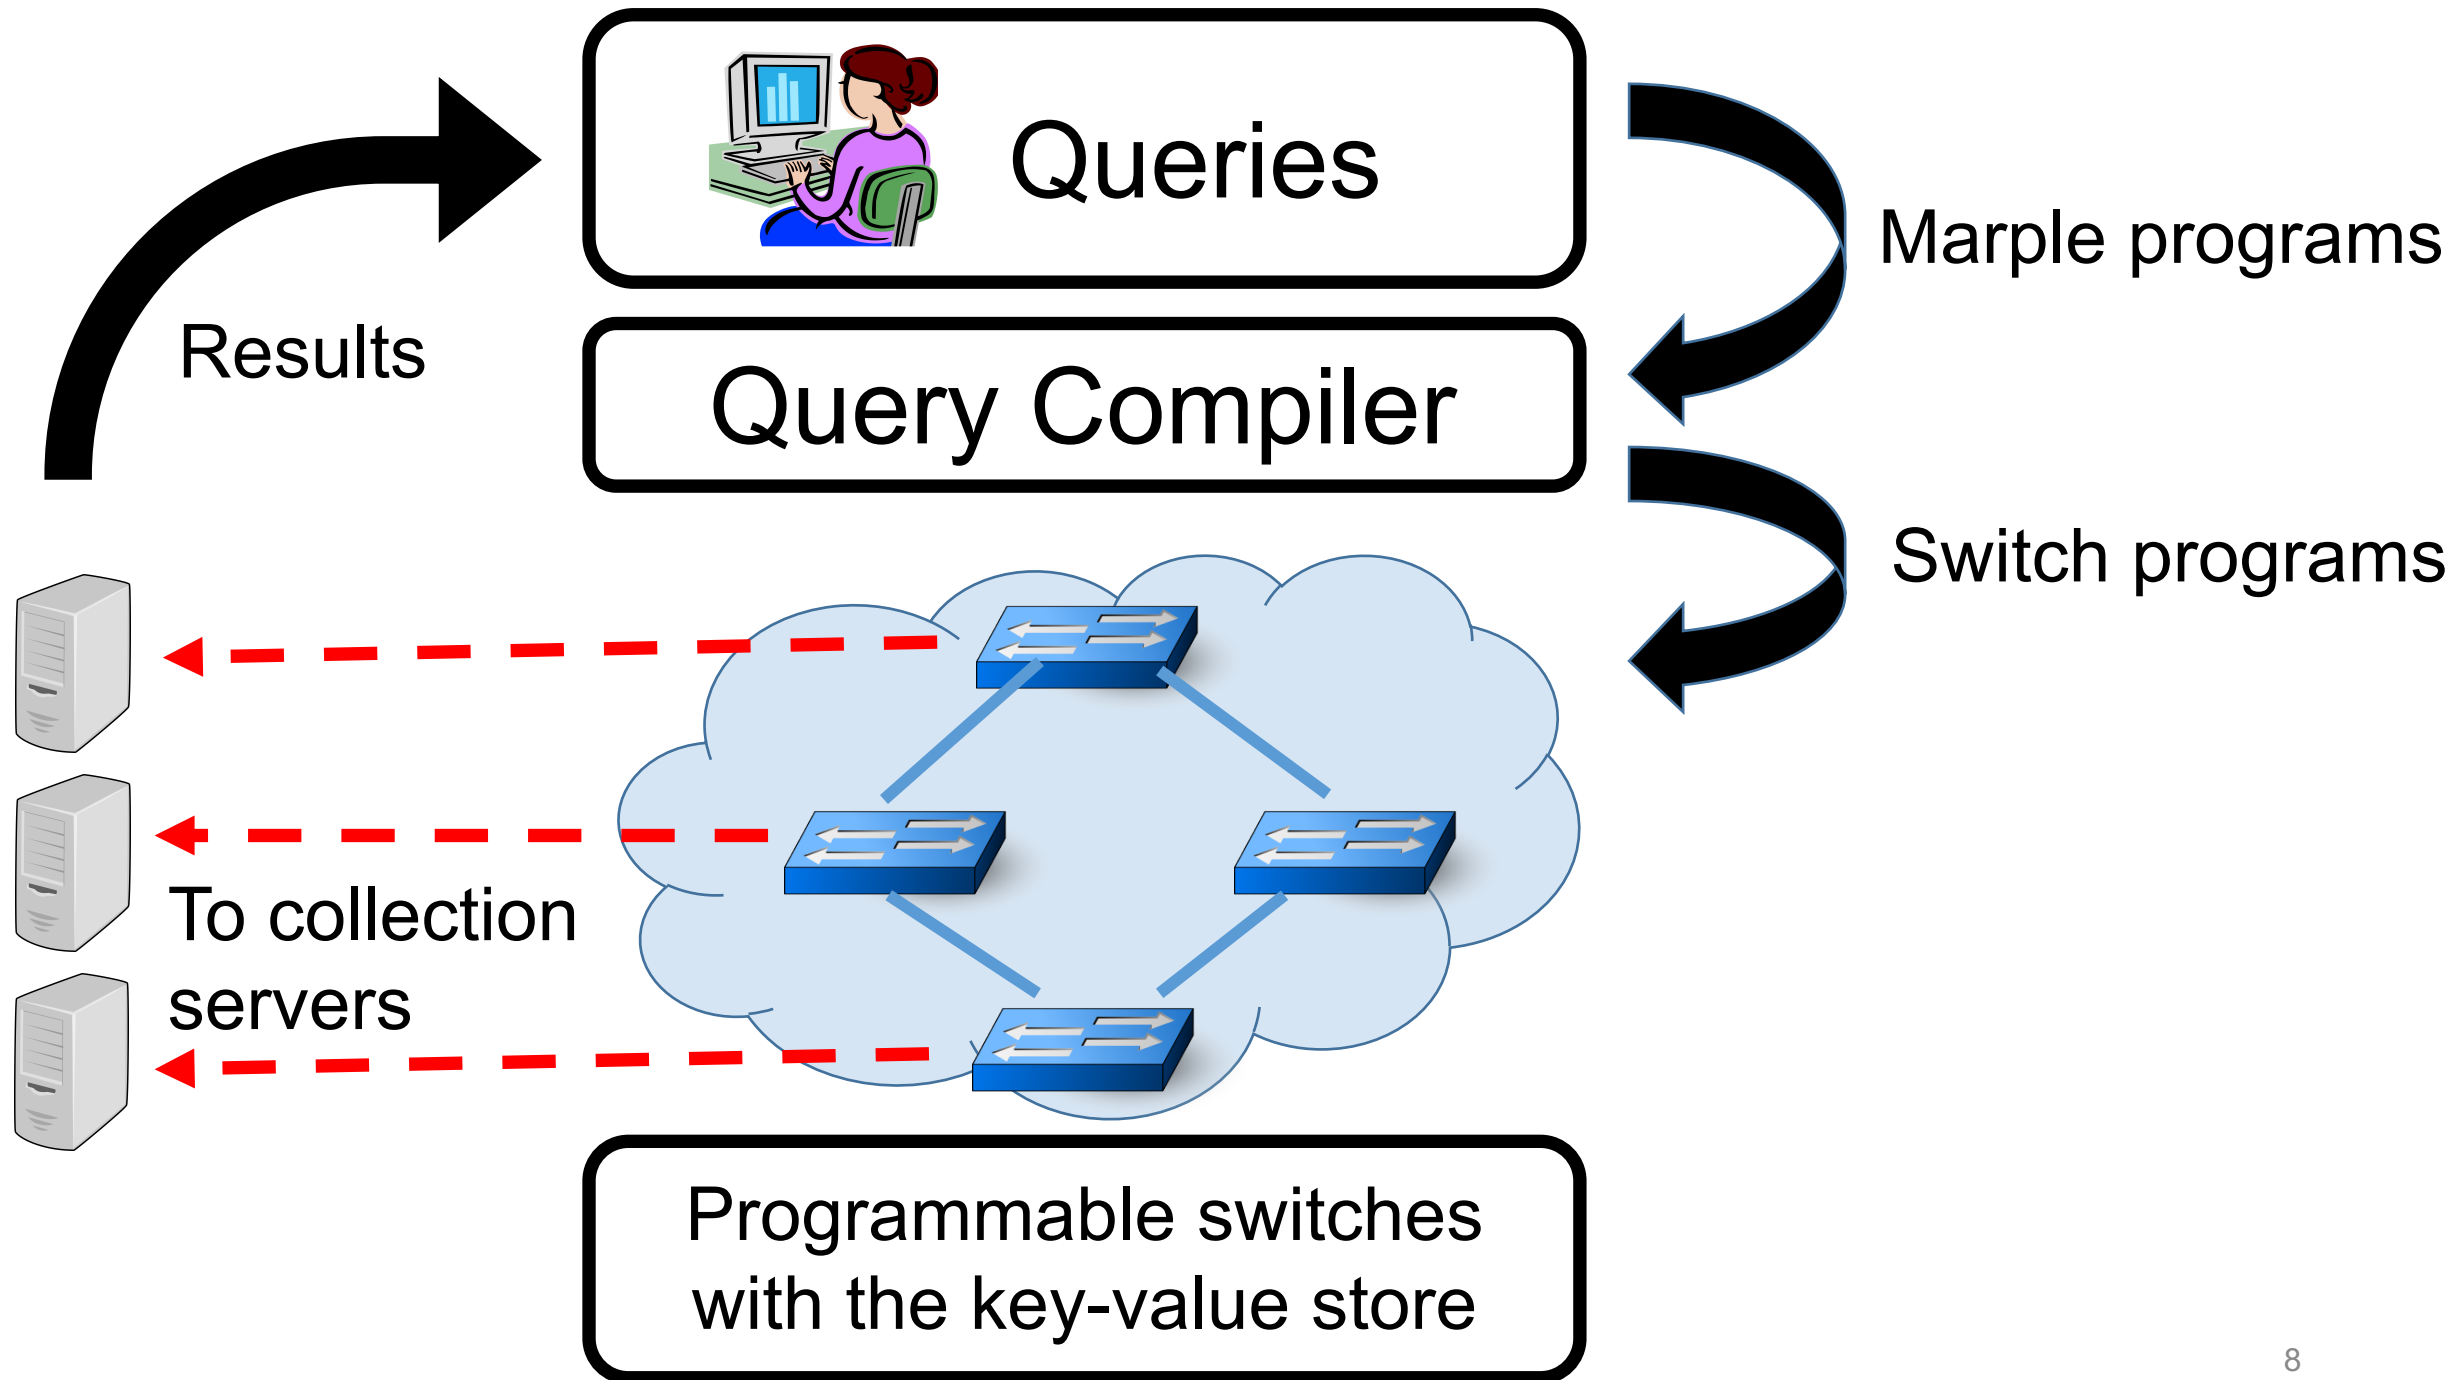 Queries
Marple programs
Results
Query Compiler
Switch programs
To collection
servers
Programmable switches
with the key-value store
8